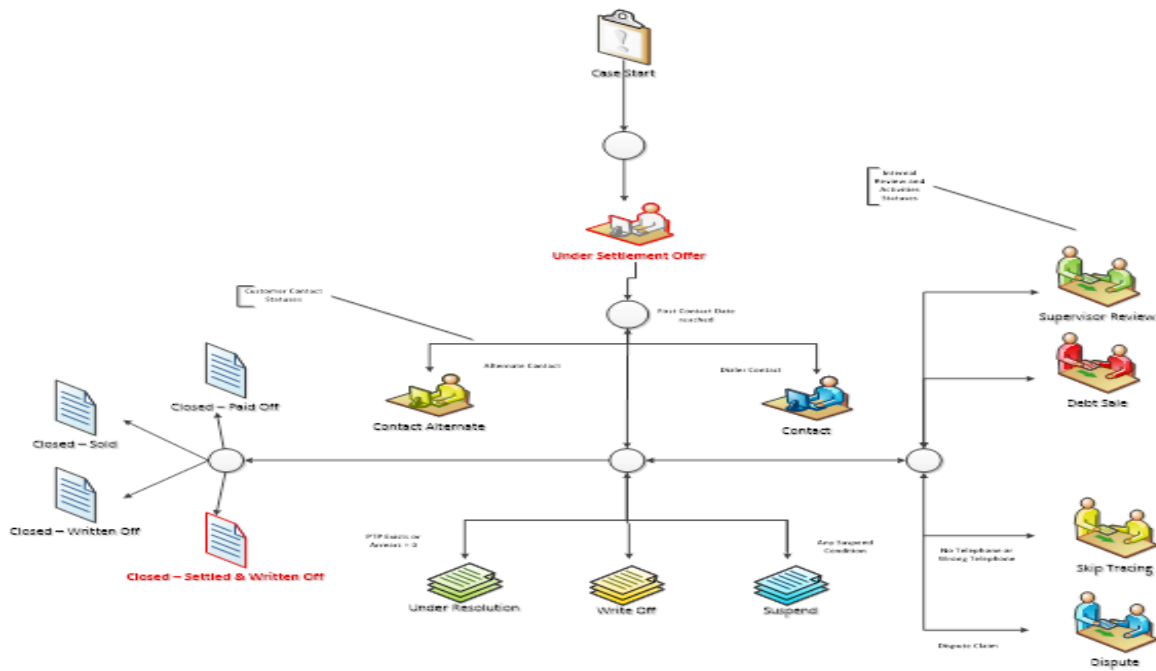 Case Start
Internal
Review and
Activities
Statuses
Under Settlement Offer
Customer Contact
Statuses
First Contact Date
reached
Supervisor Review
Alternate Contact
Dialer Contact
Closed – Paid Off
Debt Sale
Contact Alternate
Contact
Closed – Sold
Closed – Written Off
PTP Exists or
Arrears = 0
Any Suspend
Condition
No Telephone or
Wrong Telephone
Skip Tracing
Closed – Settled & Written Off
Under Resolution
Write Off
Suspend
Dispute Claim
Dispute